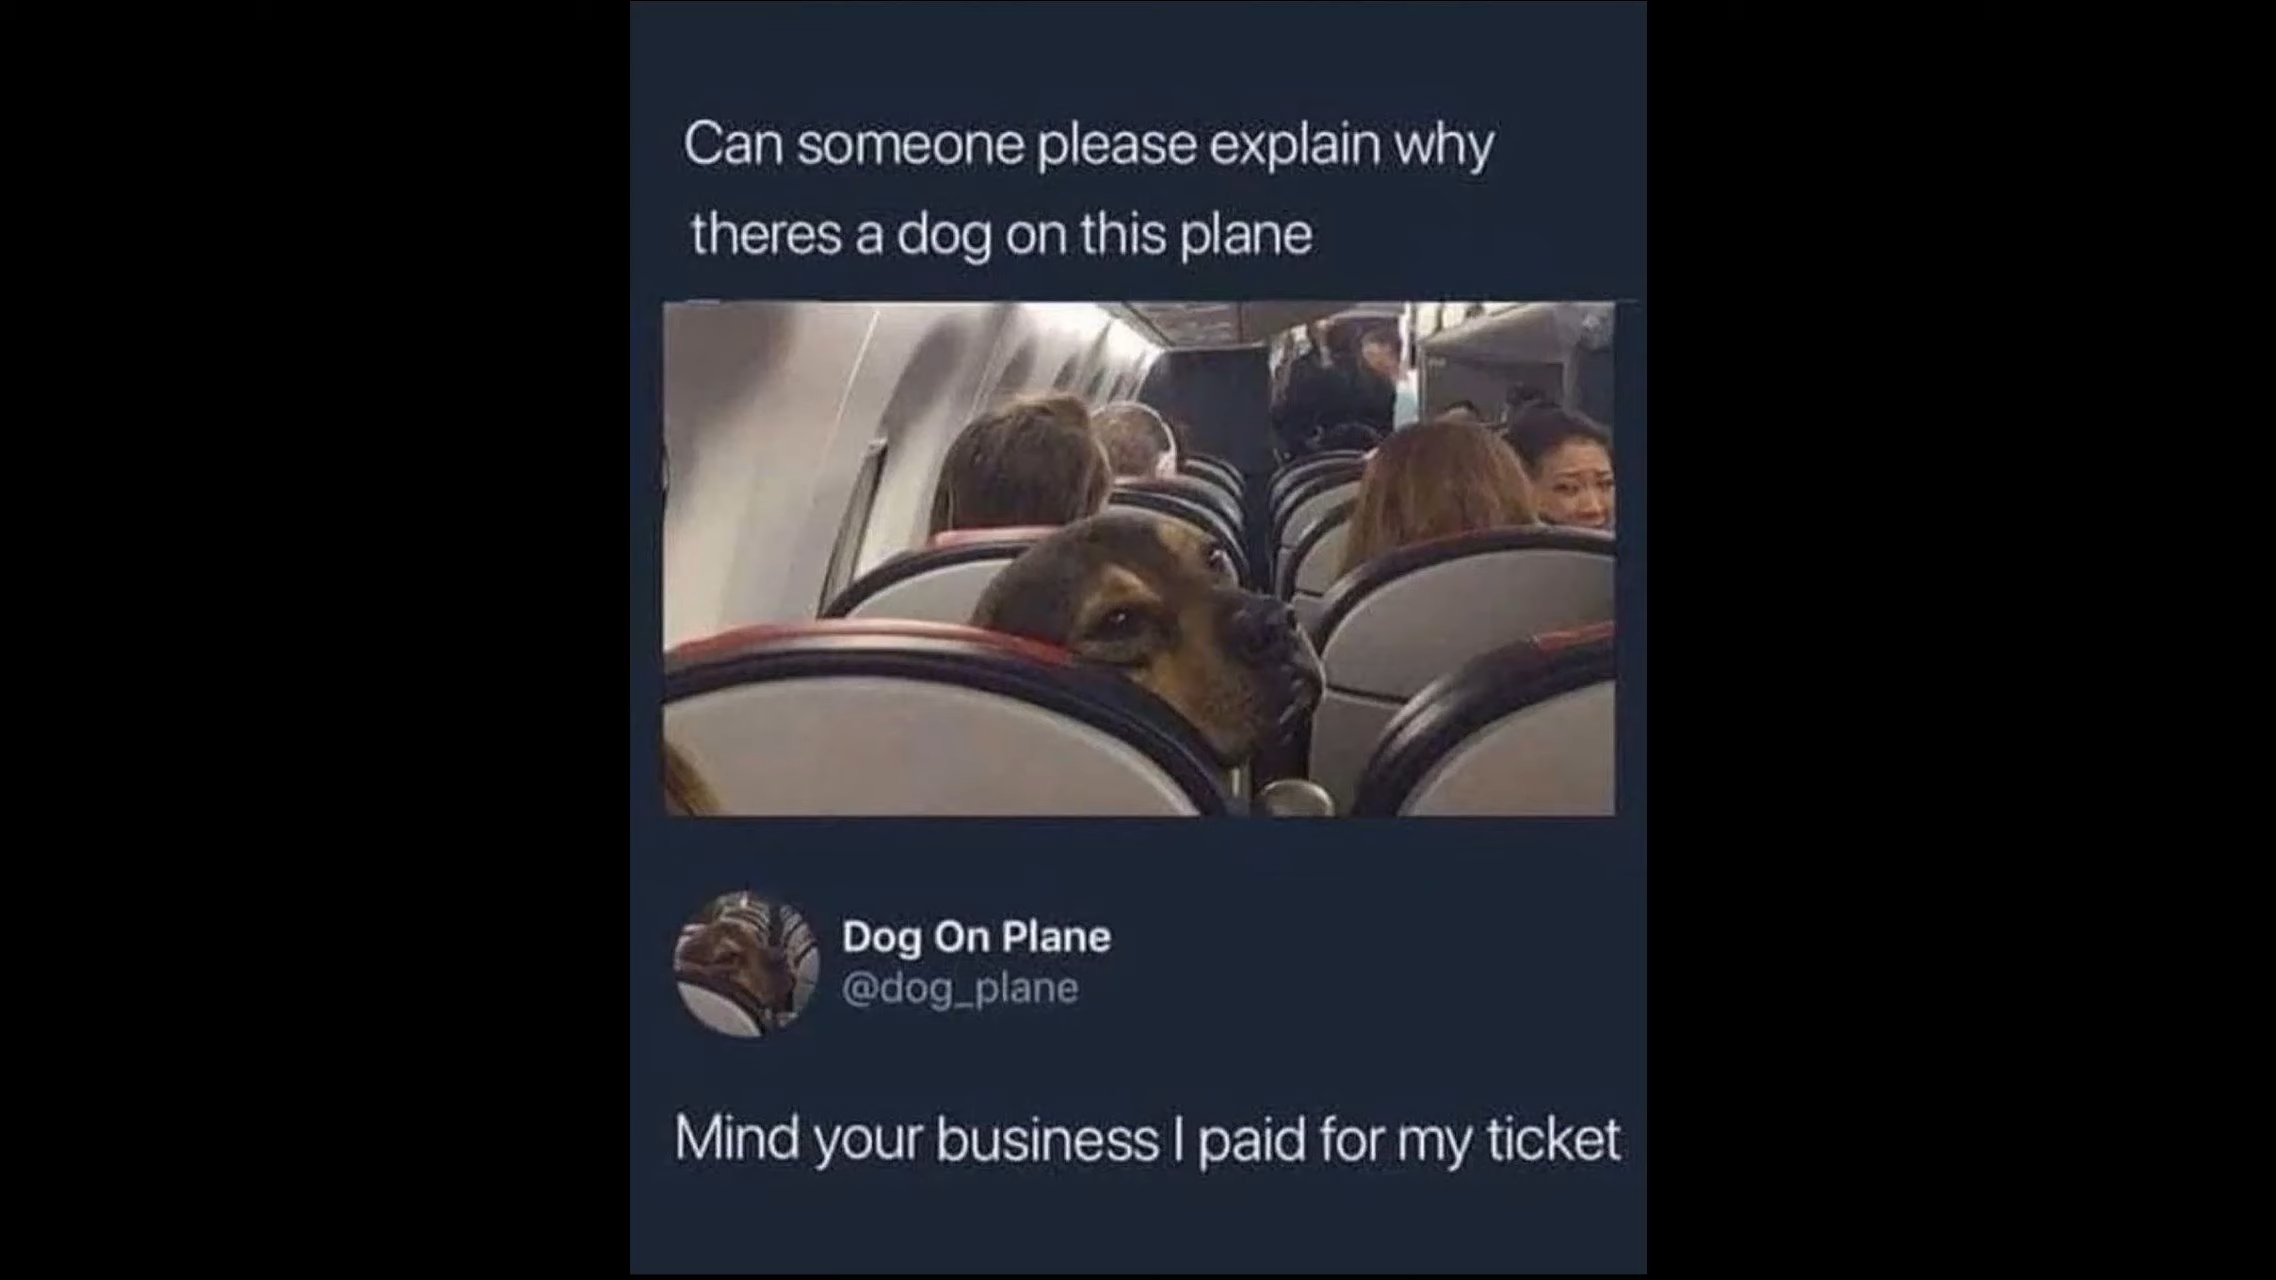 Can someone please explain why
theres a dog on this plane
Dog On Plane
@dog_plane
Mind your business I paid for my ticket